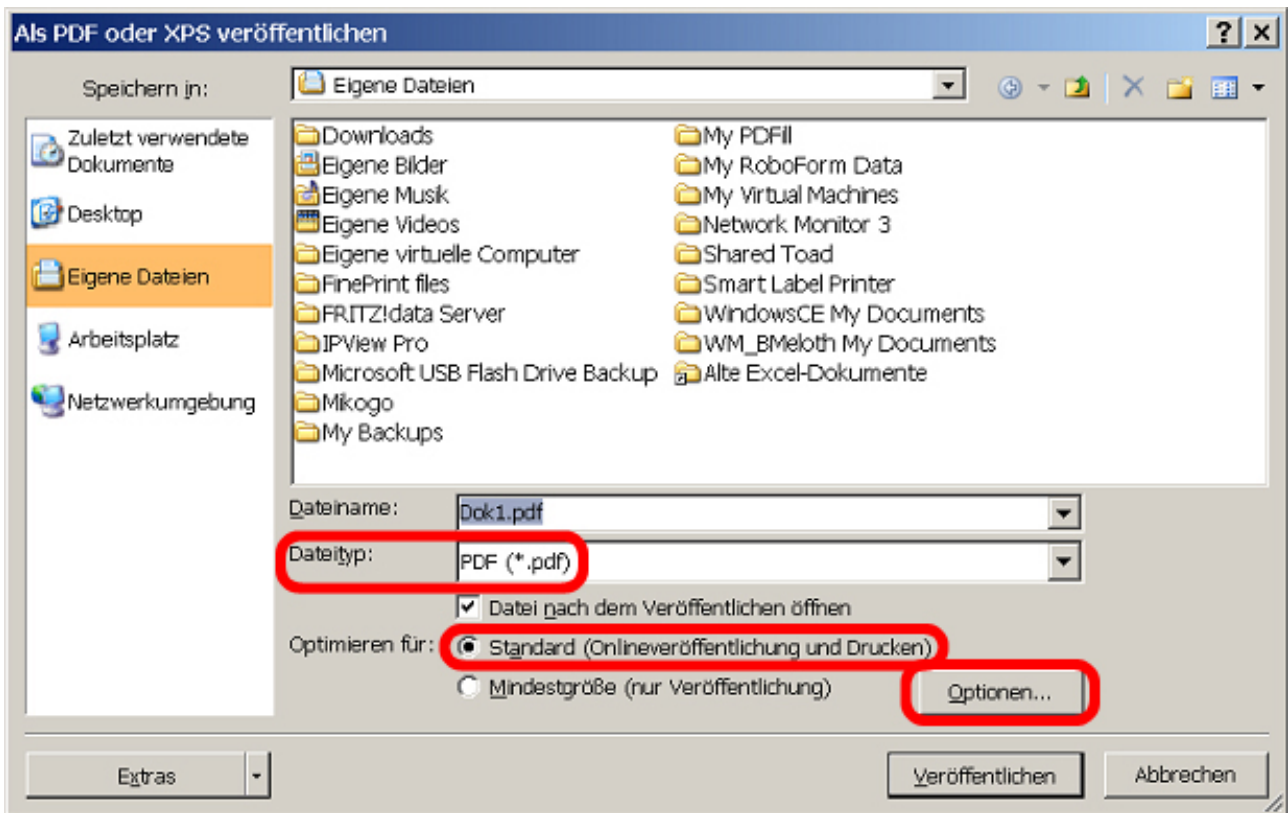 Als PDF oder XPS veröffentlichen
Speichern in:
Eigene Dateien
Zuletzt verwendete
Dokumente
Desktop
Eigene Dateien
Arbeitsplatz
Netzwerkumgebung
Downloads
Eigene Bilder
Eigene Musik
Eigene Videos
Eigene virtuelle Computer
FinePrint files
FRITZ!data Server
IPView Pro
Microsoft USB Flash Drive Backup
Mikogo
My Backups
My PDFill
My RoboForm Data
My Virtual Machines
Network Monitor 3
Shared Toad
Smart Label Printer
WindowsCE My Documents
WM_BMeloth My Documents
Alte Excel-Dokumente
Dateiname:
Dok1.pdf
Dateityp:
PDF (*.pdf)
Datei nach dem Veröffentlichen öffnen
Optimieren für:
Standard (Onlineveröffentlichung und Drucken)
Mindestgröße (nur Veröffentlichung)
Optionen...
Extras
Veröffentlichen
Abbrechen